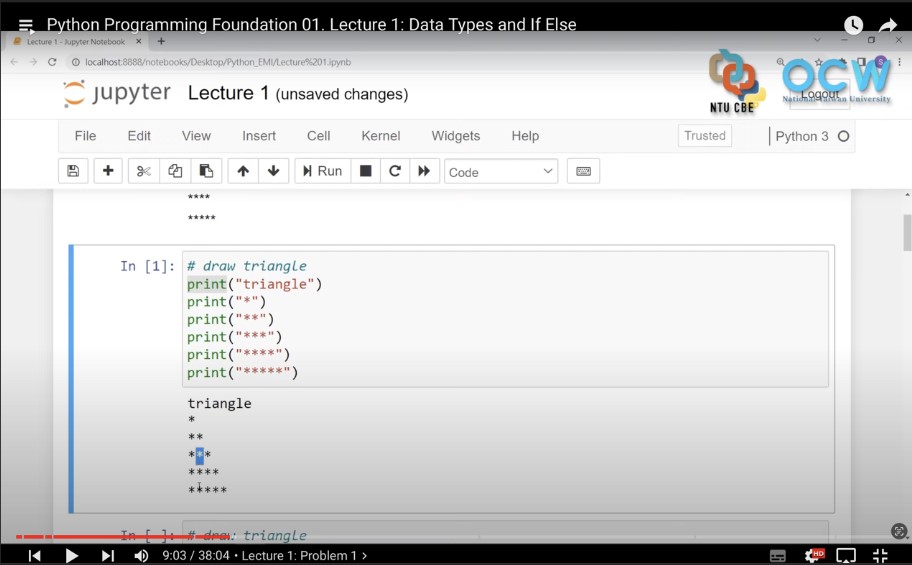 Python Programming Foundation 01. Lecture 1: Data Types and If Else
Lecture 1 - Jupyter Notebook
localhost:8888/notebooks/Desktop/Python_EMI/Lecture%201.ipynb
jupyter Lecture 1 (unsaved changes)
NTU CBE
OCW
National Taiwan University
Logout
File Edit View Insert Cell Kernel Widgets Help
Trusted
Python 3
Run
Code
****
*****
In [1]: # draw triangle
print("triangle")
print("*")
print("**")
print("***")
print("****")
print("*****")
triangle
*
**
***
****
*****
In [ ]: # draw triangle
9:03 / 38:04 • Lecture 1: Problem 1 >
HD